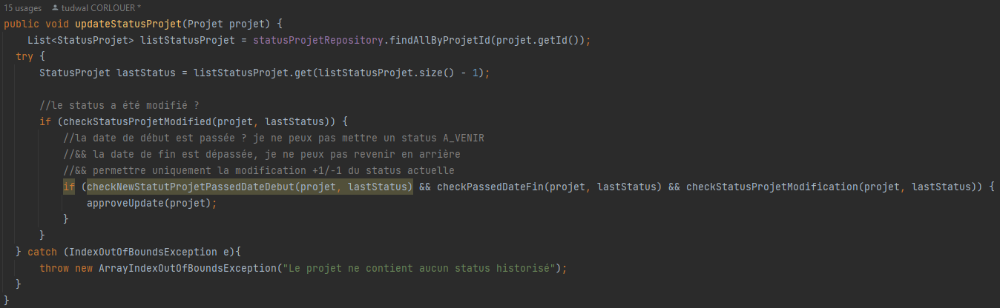 15 usages tudwal CORLOUER *
public void updateStatusProjet(Projet projet) {
List<StatusProjet> listStatusProjet = statusProjetRepository.findAllByProjetId(projet.getId());
try {
StatusProjet lastStatus = listStatusProjet.get(listStatusProjet.size() - 1);
//le status a été modifié ?
if (checkStatusProjetModified(projet, lastStatus)) {
//la date de début est passée ? je ne peux pas mettre un status A_VENIR
//&& la date de fin est dépassée, je ne peux pas revenir en arrière
//&& permettre uniquement la modification +1/-1 du status actuelle
if (checkNewStatutProjetPassedDateDebut(projet, lastStatus) && checkPassedDateFin(projet, lastStatus) && checkStatusProjetModification(projet, lastStatus)) {
approveUpdate(projet);
}
}
} catch (IndexOutOfBoundsException e){
throw new ArrayIndexOutOfBoundsException("Le projet ne contient aucun status historisé");
}
}